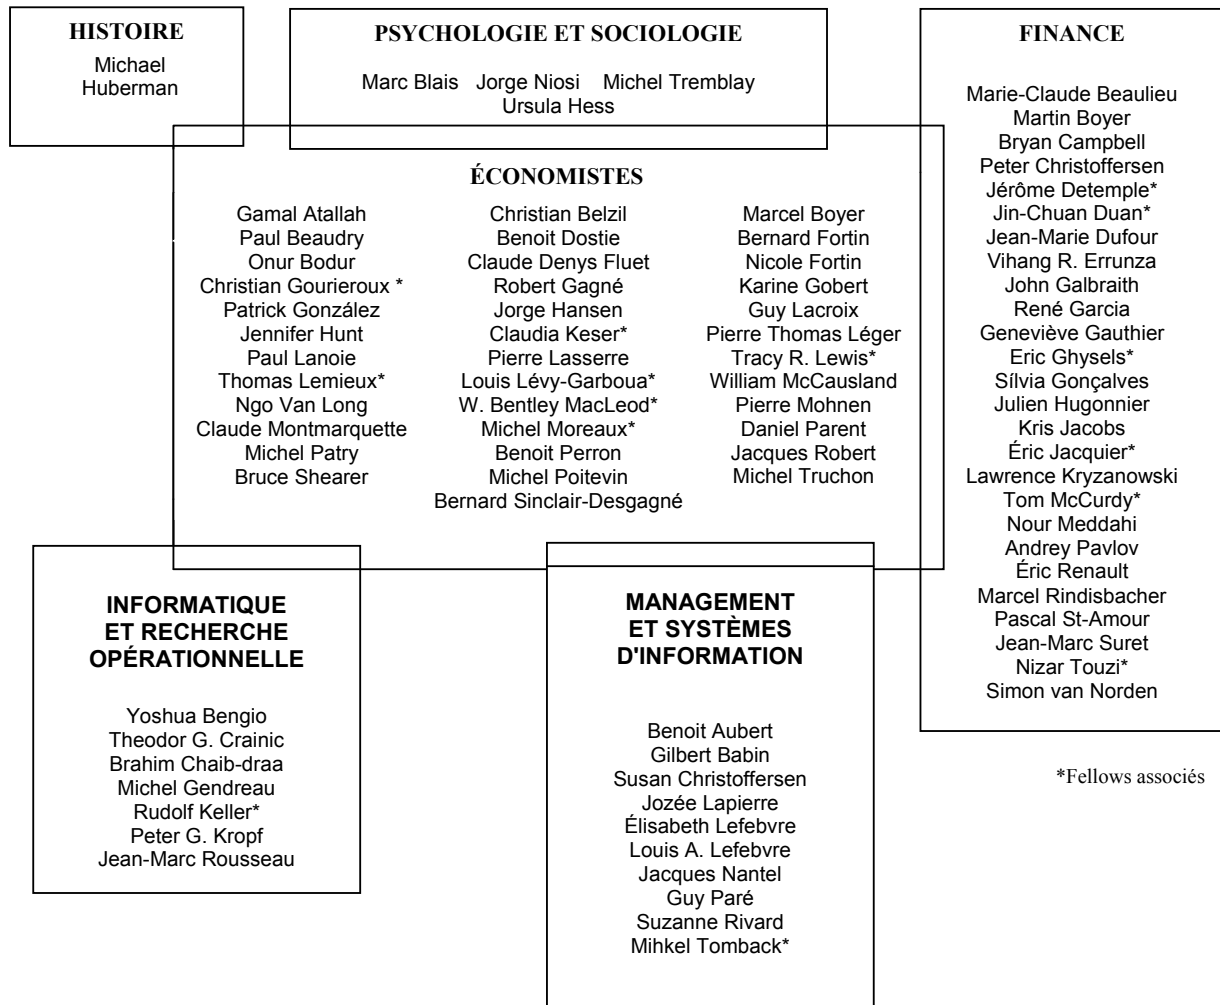 HISTOIRE
Michael
Huberman
PSYCHOLOGIE ET SOCIOLOGIE
Marc Blais Jorge Niosi Michel Tremblay
Ursula Hess
ÉCONOMISTES
Gamal Atallah
Paul Beaudry
Onur Bodur
Christian Gourieroux *
Patrick González
Jennifer Hunt
Paul Lanoie
Thomas Lemieux*
Ngo Van Long
Claude Montmarquette
Michel Patry
Bruce Shearer
Christian Belzil
Benoit Dostie
Claude Denys Fluet
Robert Gagné
Jorge Hansen
Claudia Keser*
Pierre Lasserre
Louis Lévy-Garboua*
W. Bentley MacLeod*
Michel Moreaux*
Benoit Perron
Michel Poitevin
Bernard Sinclair-Desgagné
Marcel Boyer
Bernard Fortin
Nicole Fortin
Karine Gobert
Guy Lacroix
Pierre Thomas Léger
Tracy R. Lewis*
William McCausland
Pierre Mohnen
Daniel Parent
Jacques Robert
Michel Truchon
FINANCE
Marie-Claude Beaulieu
Martin Boyer
Bryan Campbell
Peter Christoffersen
Jérôme Detemple*
Jin-Chuan Duan*
Jean-Marie Dufour
Vihang R. Errunza
John Galbraith
René Garcia
Geneviève Gauthier
Eric Ghysels*
Sílvia Gonçalves
Julien Hugonnier
Kris Jacobs
Éric Jacquier*
Lawrence Kryzanowski
Tom McCurdy*
Nour Meddahi
Andrey Pavlov
Éric Renault
Marcel Rindisbacher
Pascal St-Amour
Jean-Marc Suret
Nizar Touzi*
Simon van Norden
INFORMATIQUE
ET RECHERCHE
OPÉRATIONNELLE
Yoshua Bengio
Theodor G. Crainic
Brahim Chaib-draa
Michel Gendreau
Rudolf Keller*
Peter G. Kropf
Jean-Marc Rousseau
MANAGEMENT
ET SYSTÈMES
D'INFORMATION
Benoit Aubert
Gilbert Babin
Susan Christoffersen
Jozée Lapierre
Élisabeth Lefebvre
Louis A. Lefebvre
Jacques Nantel
Guy Paré
Suzanne Rivard
Mihkel Tomback*
*Fellows associés